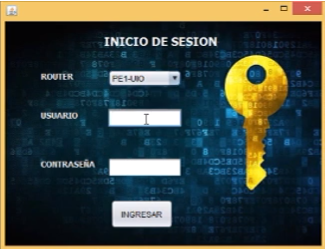 INICIO DE SESION
ROUTER
PE1-UIO
USUARIO
CONTRASEÑA
INGRESAR